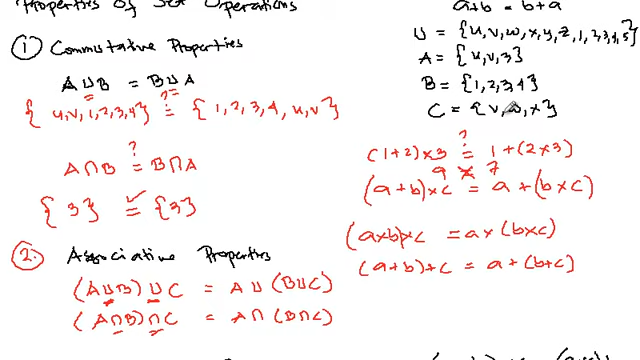 Properties of Set Operations
① Commutative Properties
A ∪ B = B ∪ A
{ u, v, 1, 2, 3, 4 } ≟ { 1, 2, 3, 4, u, v }
A ∩ B ≟ B ∩ A
{ 3 } = { 3 } ✓
②. Associative Properties
(A ∪ B) ∪ C = A ∪ (B ∪ C)
(A ∩ B) ∩ C = A ∩ (B ∩ C)
a + b = b + a
U = { u, v, w, x, y, z, 1, 2, 3, 4, 5 }
A = { u, v, 3 }
B = { 1, 2, 3, 4 }
C = { v, w, x }
(1 + 2) × 3 ≟ 1 + (2 × 3)
9 ≠ 7
(a + b) × c = a + (b × c)
(a × b) × c = a × (b × c)
(a + b) + c = a + (b + c)